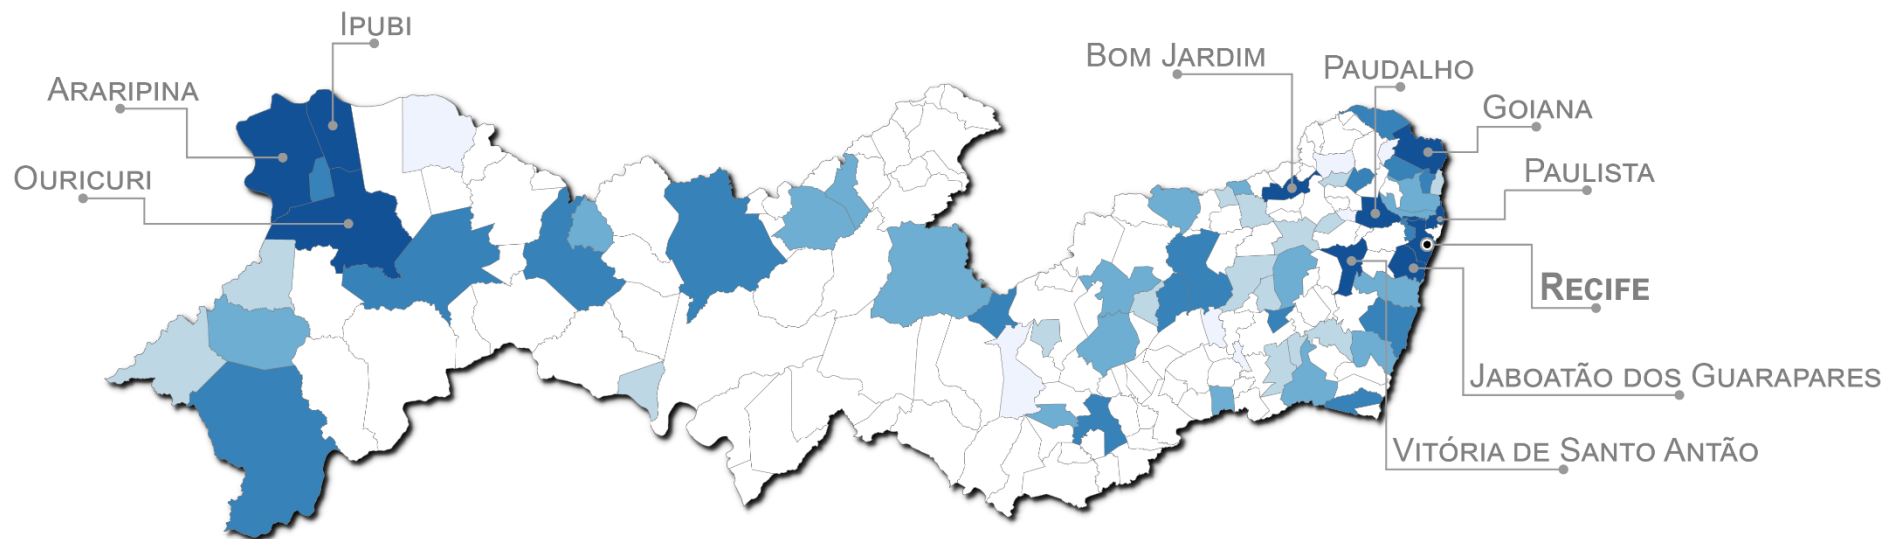 Ipubi
Araripina
Ouricuri
Bom Jardim
Paudalho
Goiana
Paulista
Recife
Jaboatão dos Guarapares
Vitória de Santo Antão